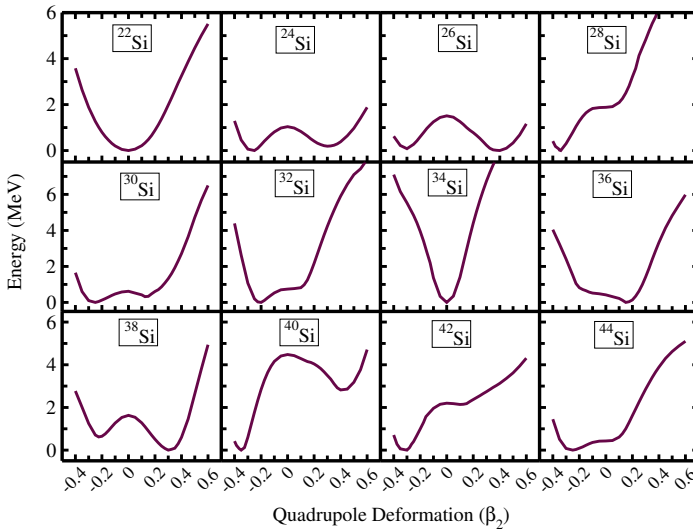 6
4
2
0
²²Si
²⁴Si
²⁶Si
²⁸Si
6
4
2
0
³⁰Si
³²Si
³⁴Si
³⁶Si
6
4
2
0
³⁸Si
⁴⁰Si
⁴²Si
⁴⁴Si
Energy (MeV)
-0.4 -0.2 0 0.2 0.4 0.6
-0.4 -0.2 0 0.2 0.4 0.6
-0.4 -0.2 0 0.2 0.4 0.6
-0.4 -0.2 0 0.2 0.4 0.6
Quadrupole Deformation (β₂)